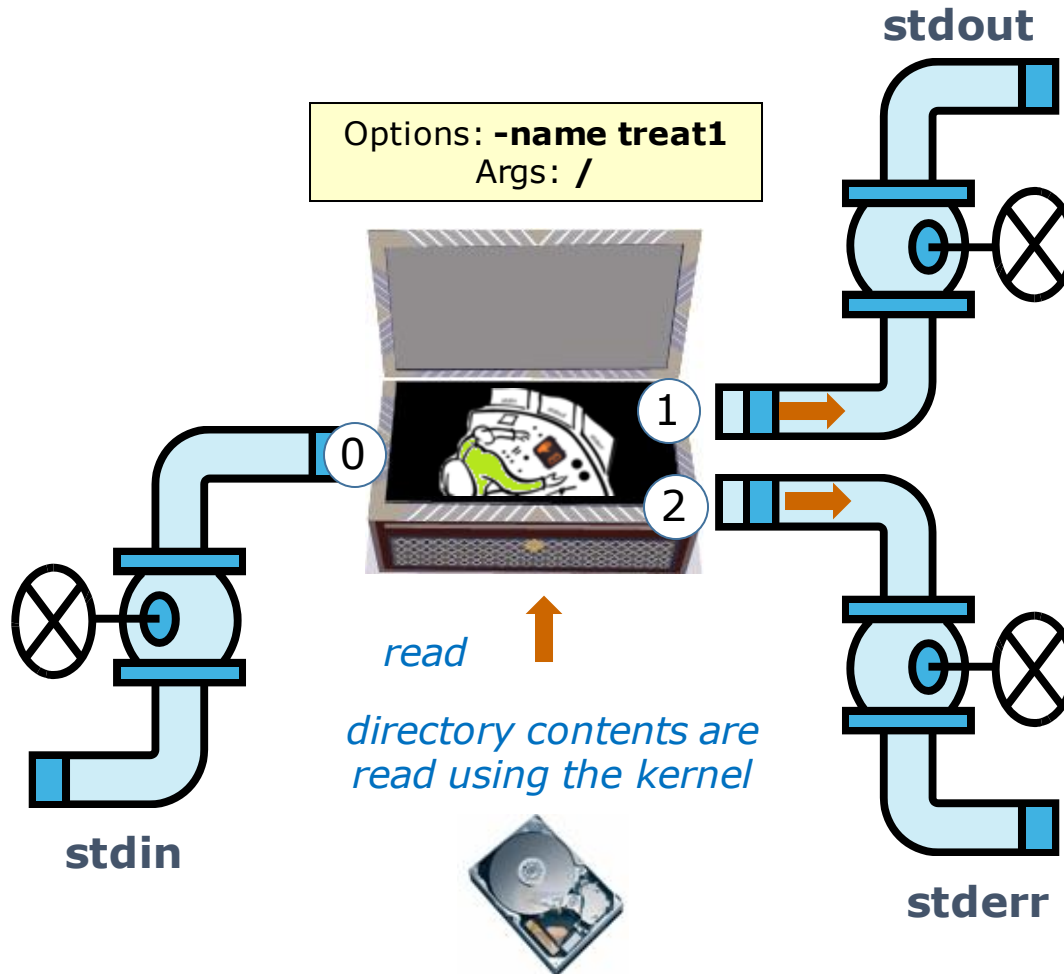 stdout
Options: -name treat1
Args: /
1
0
2
read
directory contents are
read using the kernel
stdin
stderr